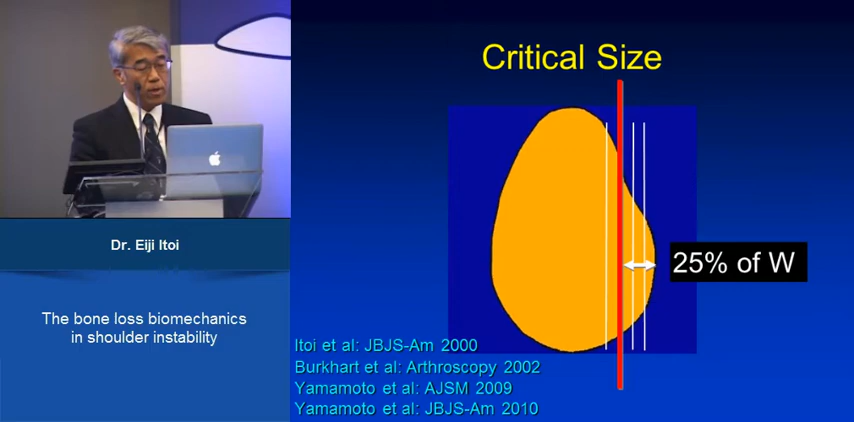 Critical Size
25% of W
Itoi et al: JBJS-Am 2000
Burkhart et al: Arthroscopy 2002
Yamamoto et al: AJSM 2009
Yamamoto et al: JBJS-Am 2010
Dr. Eiji Itoi
The bone loss biomechanics
in shoulder instability